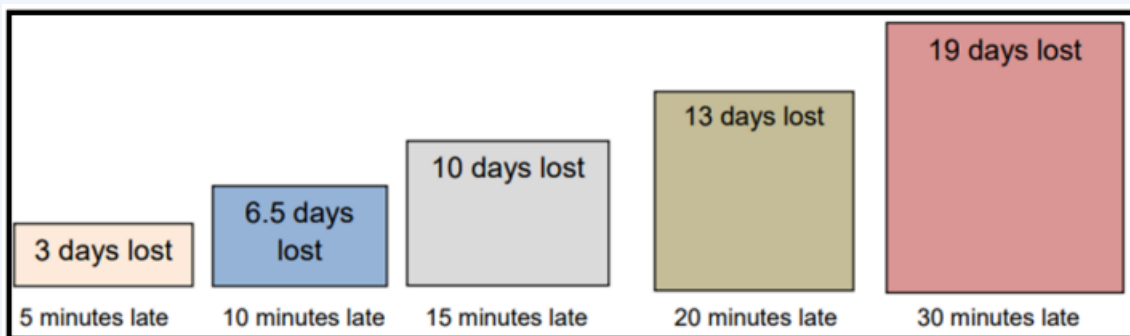 19 days lost
13 days lost
10 days lost
6.5 days
lost
3 days lost
5 minutes late
10 minutes late
15 minutes late
20 minutes late
30 minutes late